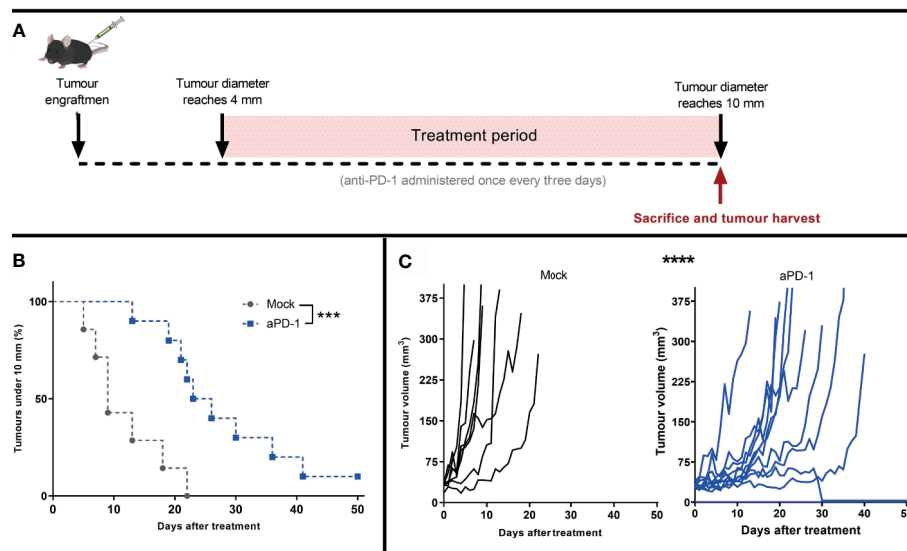 A
Tumour
engraftmen
Tumour diameter
reaches 4 mm
Tumour diameter
reaches 10 mm
Treatment period
(anti-PD-1 administered once every three days)
Sacrifice and tumour harvest
B
Tumours under 10 mm (%)
100
50
0
0 10 20 30 40 50
Days after treatment
Mock
aPD-1
***
C
****
Mock
Tumour volume (mm³)
375
300
225
150
75
0
0 10 20 30 40 50
Days after treatment
aPD-1
Tumour volume (mm³)
375
300
225
150
75
0
0 10 20 30 40 50
Days after treatment